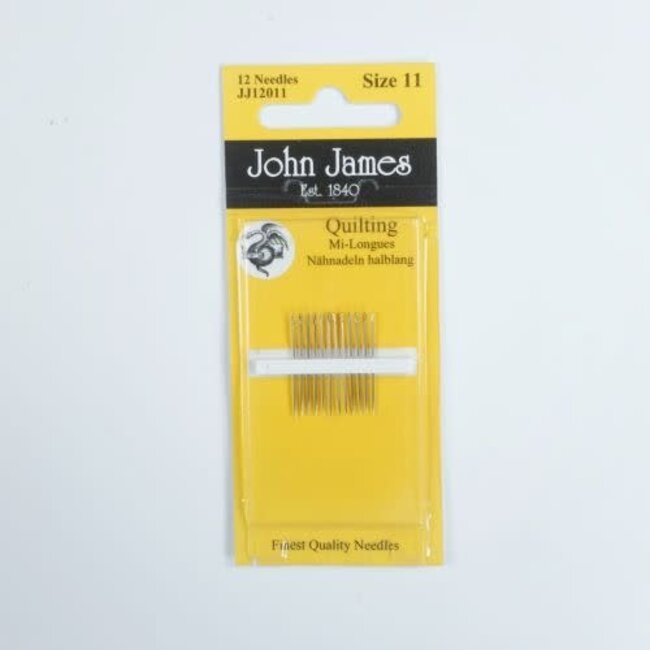 12 Needles
JJ12011
Size 11
John James
Est. 1840
Quilting
Mi-Longues
Nähnadeln halblang
Finest Quality Needles